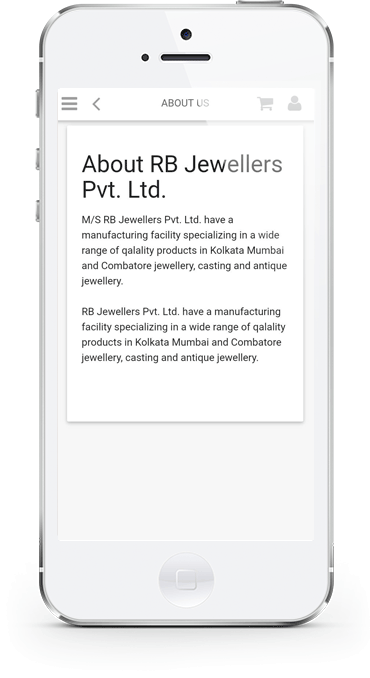 ABOUT US
About RB Jewellers
Pvt. Ltd.
M/S RB Jewellers Pvt. Ltd. have a
manufacturing facility specializing in a wide
range of qalality products in Kolkata Mumbai
and Combatore jewellery, casting and antique
jewellery.
RB Jewellers Pvt. Ltd. have a manufacturing
facility specializing in a wide range of qalality
products in Kolkata Mumbai and Combatore
jewellery, casting and antique jewellery.